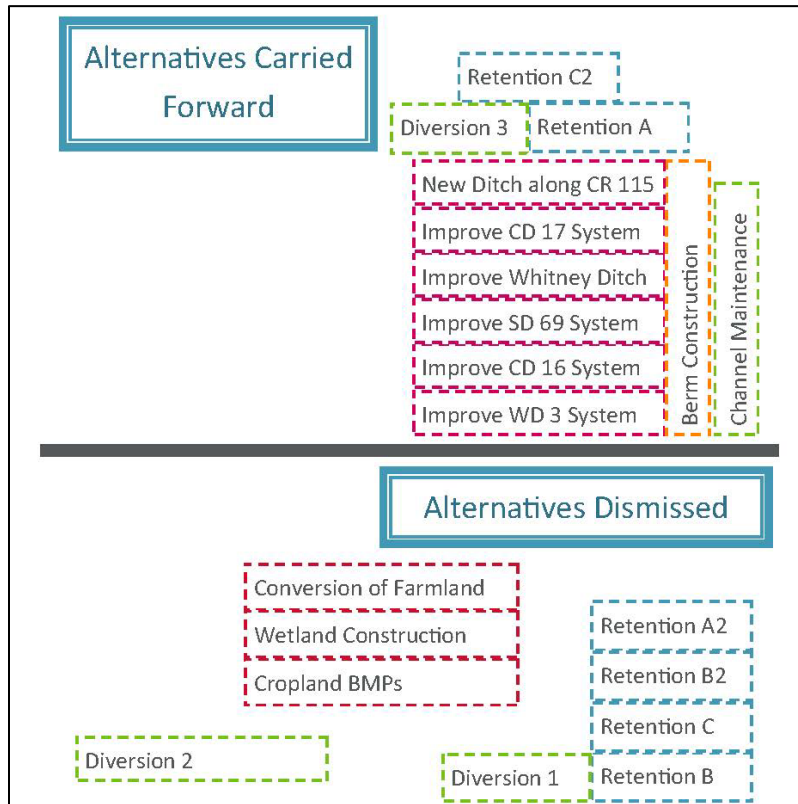 Alternatives Carried
Forward
Retention C2
Diversion 3
Retention A
New Ditch along CR 115
Improve CD 17 System
Improve Whitney Ditch
Improve SD 69 System
Improve CD 16 System
Improve WD 3 System
Berm Construction
Channel Maintenance
Alternatives Dismissed
Conversion of Farmland
Wetland Construction
Cropland BMPs
Retention A2
Retention B2
Retention C
Diversion 2
Diversion 1
Retention B